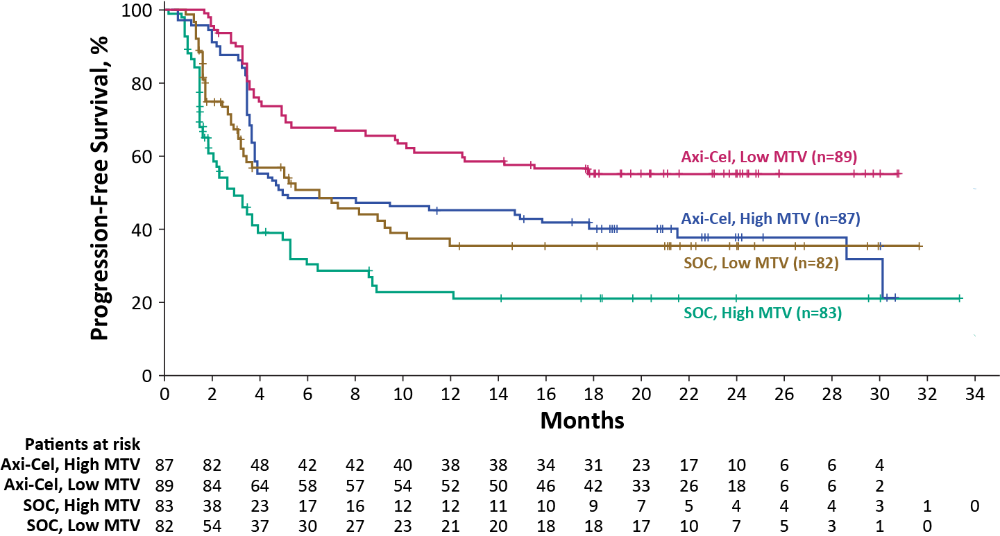 Progression-Free Survival, %
100
80
60
40
20
0
Axi-Cel, Low MTV (n=89)
Axi-Cel, High MTV (n=87)
SOC, Low MTV (n=82)
SOC, High MTV (n=83)
0 2 4 6 8 10 12 14 16 18 20 22 24 26 28 30 32 34
Months
Patients at risk
Axi-Cel, High MTV 87 82 48 42 42 40 38 38 34 31 23 17 10 6 6 4
Axi-Cel, Low MTV 89 84 64 58 57 54 52 50 46 42 33 26 18 6 6 2
SOC, High MTV 83 38 23 17 16 12 12 11 10 9 7 5 4 4 4 3 1 0
SOC, Low MTV 82 54 37 30 27 23 21 20 18 18 17 10 7 5 3 1 0